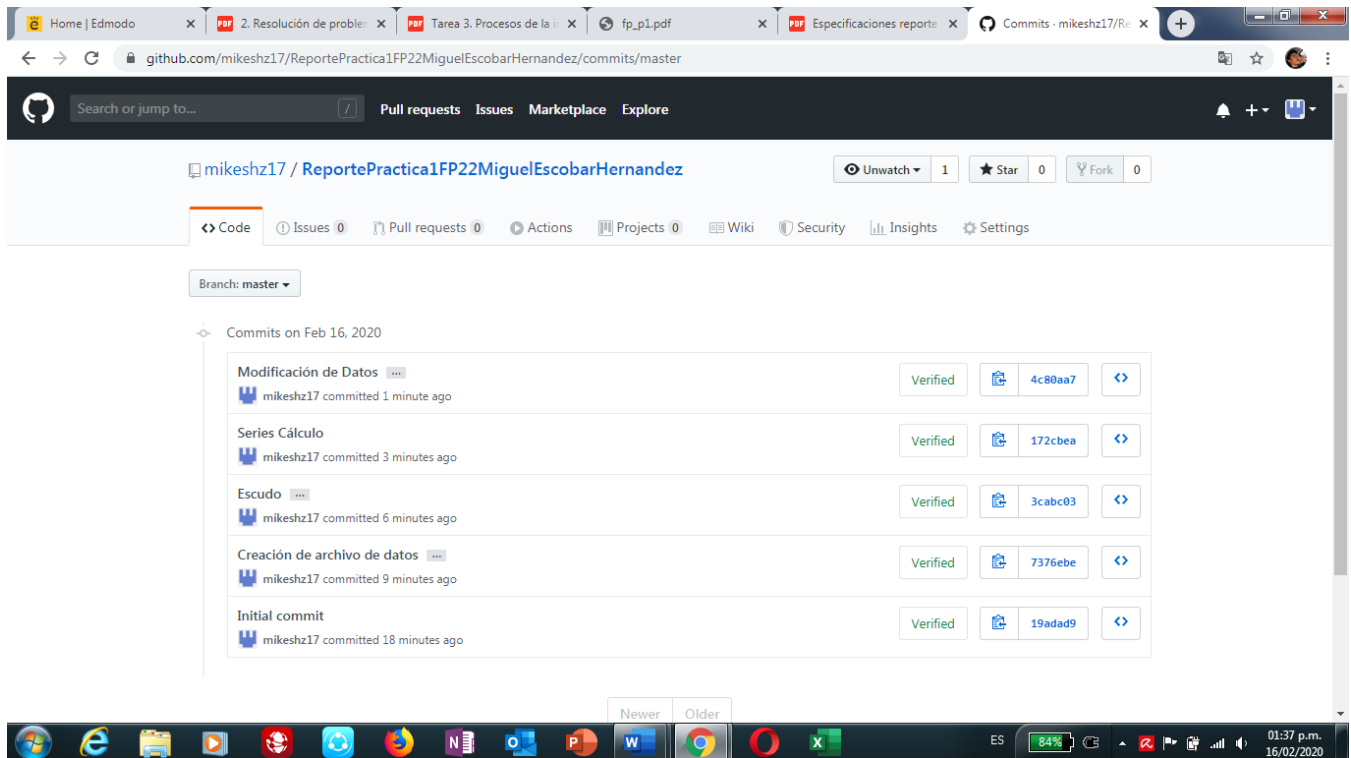 Home | Edmodo
2. Resolución de problem
Tarea 3. Procesos de la i
fp_p1.pdf
Especificaciones reporte
Commits · mikeshz17/Re
github.com/mikeshz17/ReportePractica1FP22MiguelEscobarHernandez/commits/master
Search or jump to... /
Pull requests Issues Marketplace Explore
mikeshz17 / ReportePractica1FP22MiguelEscobarHernandez
Unwatch 1 Star 0 Fork 0
Code Issues 0 Pull requests 0 Actions Projects 0 Wiki Security Insights Settings
Branch: master
Commits on Feb 16, 2020
Modificación de Datos ...
Verified 4c80aa7
mikeshz17 committed 1 minute ago
Series Cálculo
Verified 172cbea
mikeshz17 committed 3 minutes ago
Escudo ...
Verified 3cabc03
mikeshz17 committed 6 minutes ago
Creación de archivo de datos ...
Verified 7376ebe
mikeshz17 committed 9 minutes ago
Initial commit
Verified 19adad9
mikeshz17 committed 18 minutes ago
Newer Older
ES 84% 01:37 p.m.
16/02/2020